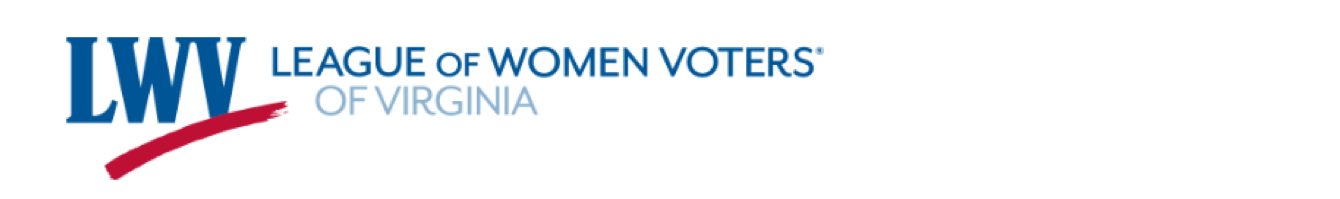 LWV
LEAGUE OF WOMEN VOTERS®
OF VIRGINIA